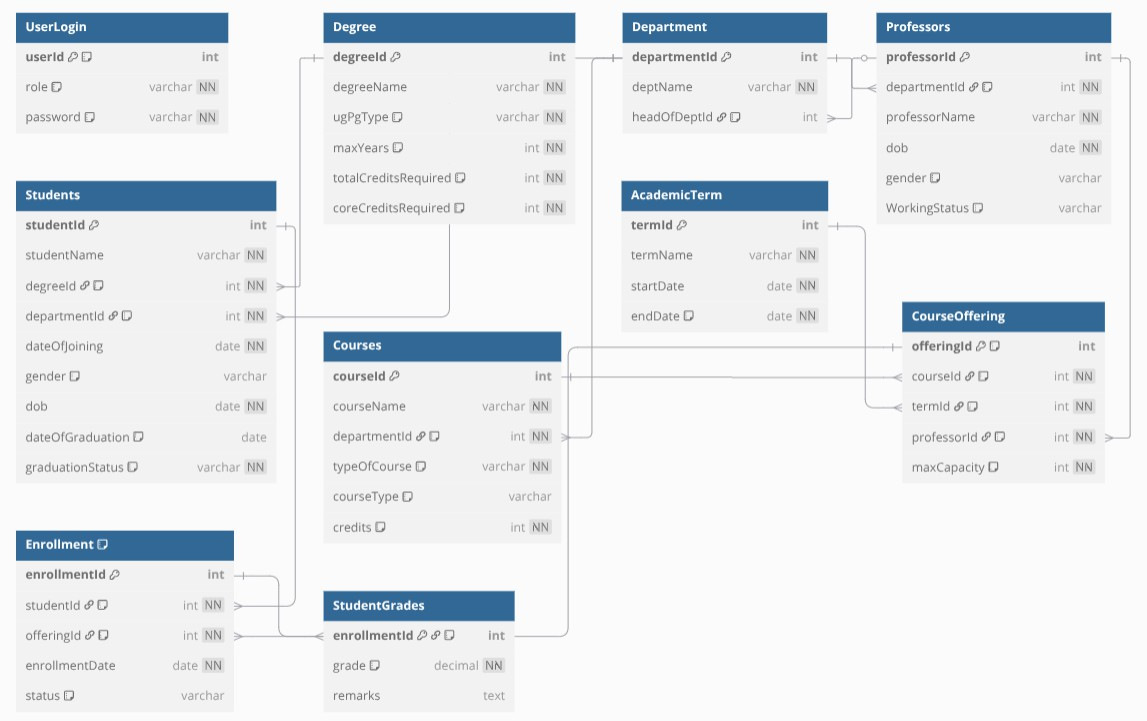 UserLogin
userId int
role varchar NN
password varchar NN
Degree
degreeId int
degreeName varchar NN
ugPgType varchar NN
maxYears int NN
totalCreditsRequired int NN
coreCreditsRequired int NN
Department
departmentId int
deptName varchar NN
headOfDeptId int
Professors
professorId int
departmentId int NN
professorName varchar NN
dob date NN
gender varchar
WorkingStatus varchar
Students
studentId int
studentName varchar NN
degreeId int NN
departmentId int NN
dateOfJoining date NN
gender varchar
dob date NN
dateOfGraduation date
graduationStatus varchar NN
AcademicTerm
termId int
termName varchar NN
startDate date NN
endDate date NN
Courses
courseId int
courseName varchar NN
departmentId int NN
typeOfCourse varchar NN
courseType varchar
credits int NN
CourseOffering
offeringId int
courseId int NN
termId int NN
professorId int NN
maxCapacity int NN
Enrollment
enrollmentId int
studentId int NN
offeringId int NN
enrollmentDate date NN
status varchar
StudentGrades
enrollmentId int
grade decimal NN
remarks text